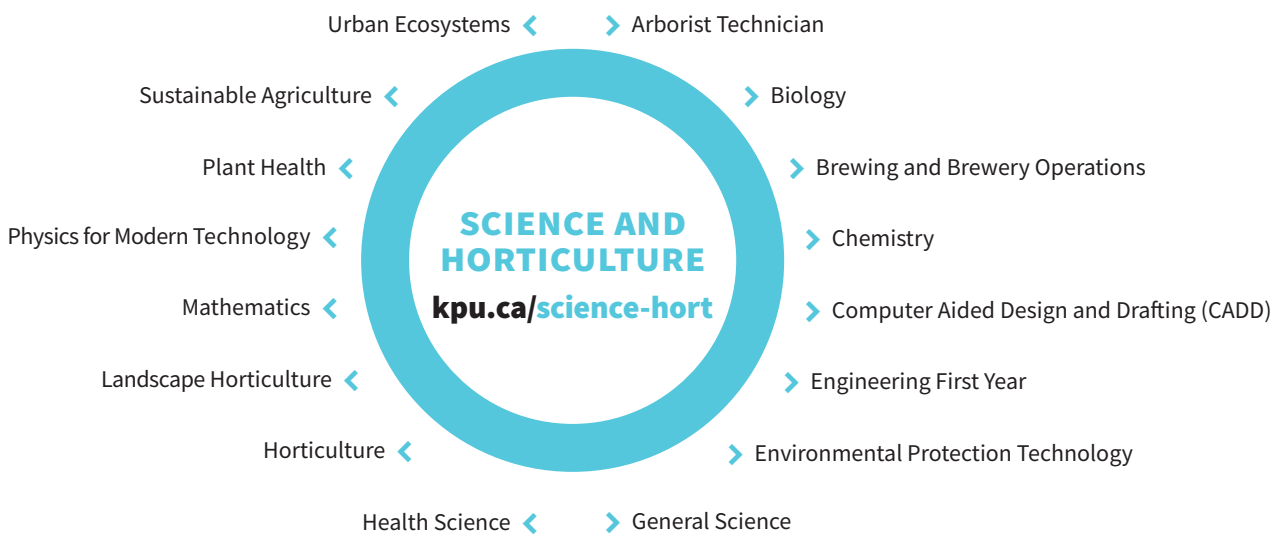 Urban Ecosystems
Arborist Technician
Sustainable Agriculture
Biology
Plant Health
Brewing and Brewery Operations
SCIENCE AND
HORTICULTURE
kpu.ca/science-hort
Physics for Modern Technology
Chemistry
Mathematics
Computer Aided Design and Drafting (CADD)
Landscape Horticulture
Engineering First Year
Horticulture
Environmental Protection Technology
Health Science
General Science